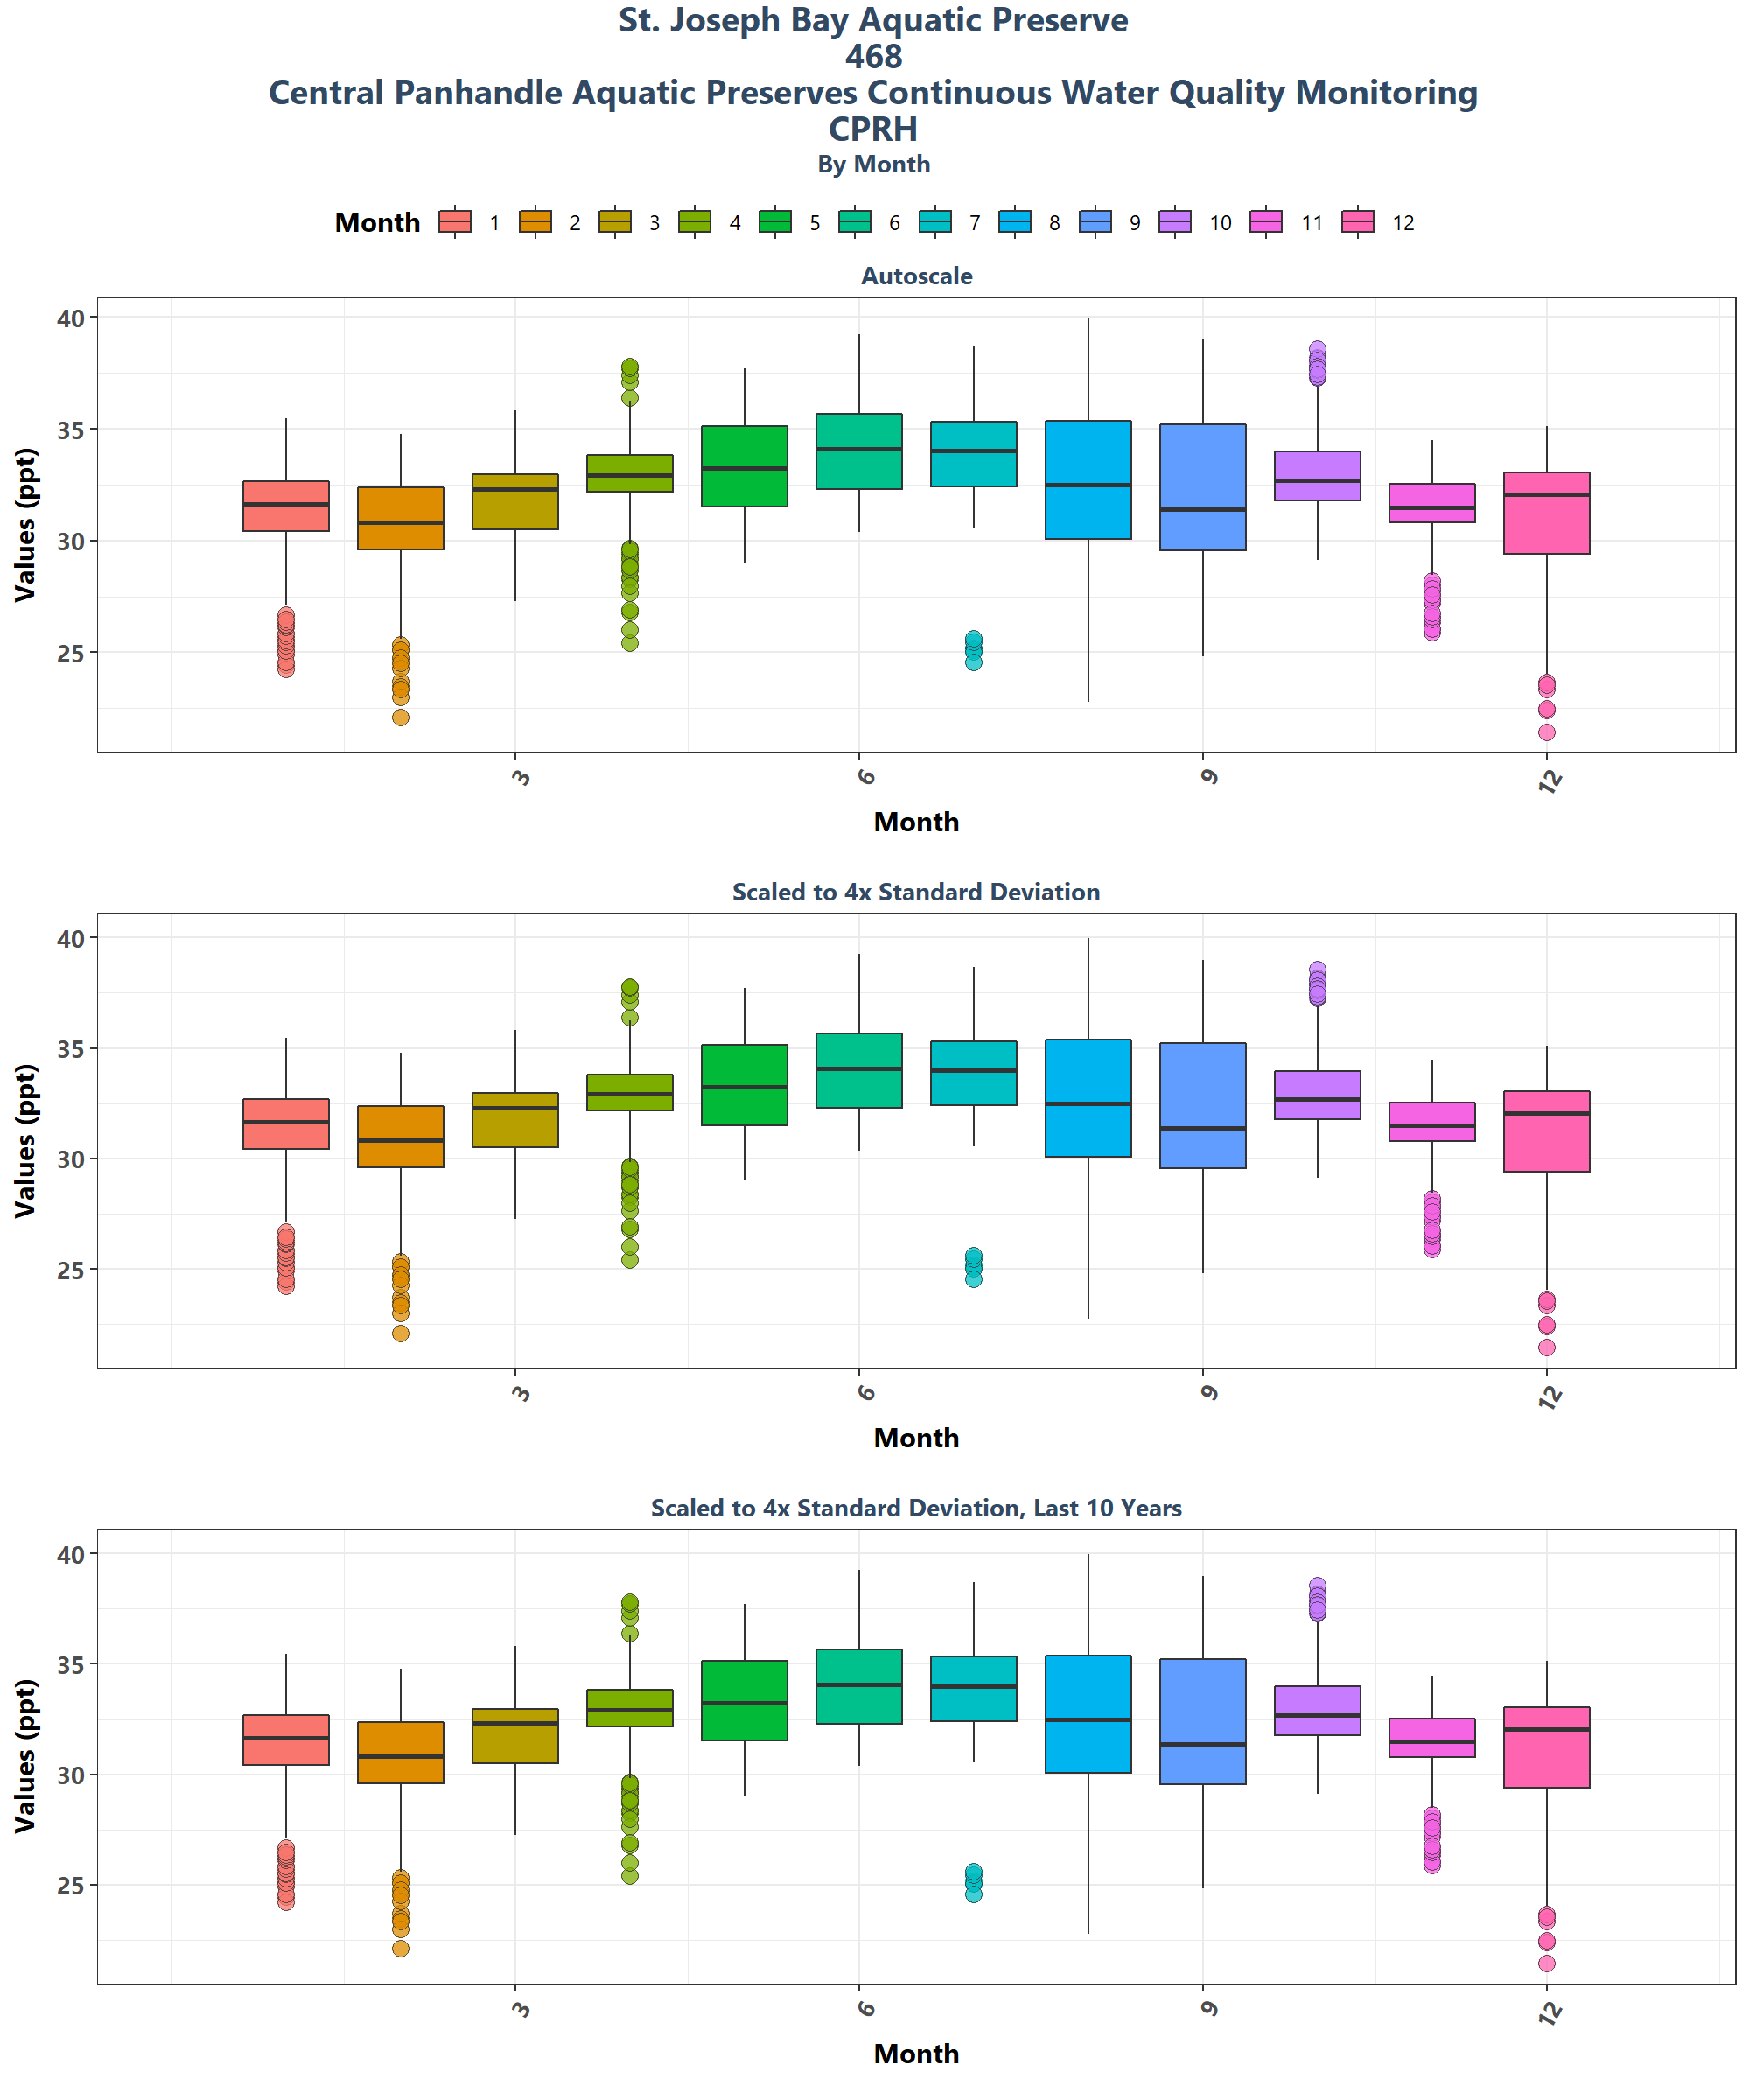 St. Joseph Bay Aquatic Preserve
468
Central Panhandle Aquatic Preserves Continuous Water Quality Monitoring
CPRH
By Month
Month 1 2 3 4 5 6 7 8 9 10 11 12
Autoscale
Values (ppt)
40
35
30
25
3 6 9 12
Month
Scaled to 4x Standard Deviation
Values (ppt)
40
35
30
25
3 6 9 12
Month
Scaled to 4x Standard Deviation, Last 10 Years
Values (ppt)
40
35
30
25
3 6 9 12
Month